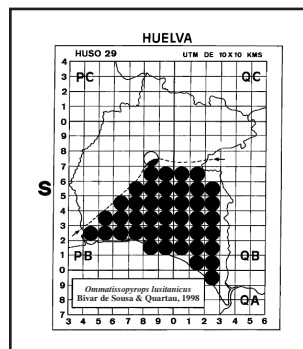 HUELVA
HUSO 29 UTM DE 10 X 10 KMS
PC QC
4
3
2
1
0
9
8
7
6
5
S
4
3
2
1
PB QB
0
9
8
QA
7
Ommatissopyrops lusitanicus
Bivar de Sousa & Quartau, 1998
3 4 5 6 7 8 9 0 1 2 3 4 5 6